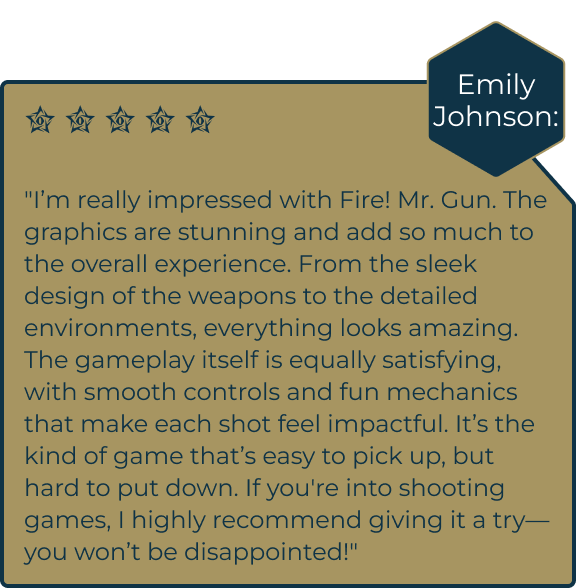 Emily
Johnson:
"I’m really impressed with Fire! Mr. Gun. The
graphics are stunning and add so much to
the overall experience. From the sleek
design of the weapons to the detailed
environments, everything looks amazing.
The gameplay itself is equally satisfying,
with smooth controls and fun mechanics
that make each shot feel impactful. It’s the
kind of game that’s easy to pick up, but
hard to put down. If you're into shooting
games, I highly recommend giving it a try—
you won’t be disappointed!"